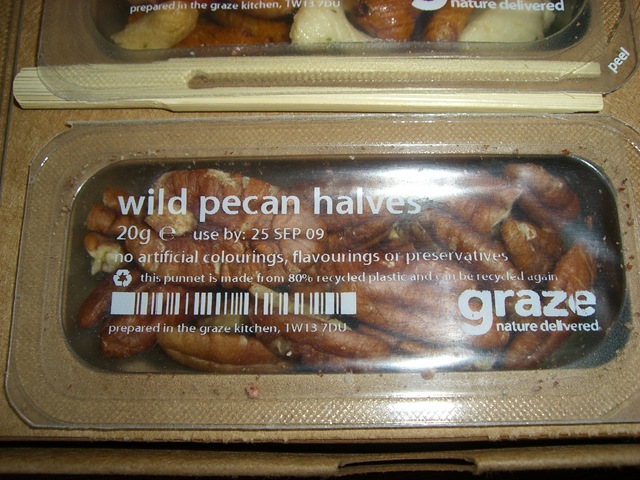 prepared in the graze kitchen, TW13 7DU
nature delivered
peel
wild pecan halves
20g e use by: 25 SEP 09
no artificial colourings, flavourings or preservatives
this punnet is made from 80% recycled plastic and can be recycled again
graze
nature delivered
prepared in the graze kitchen, TW13 7DU